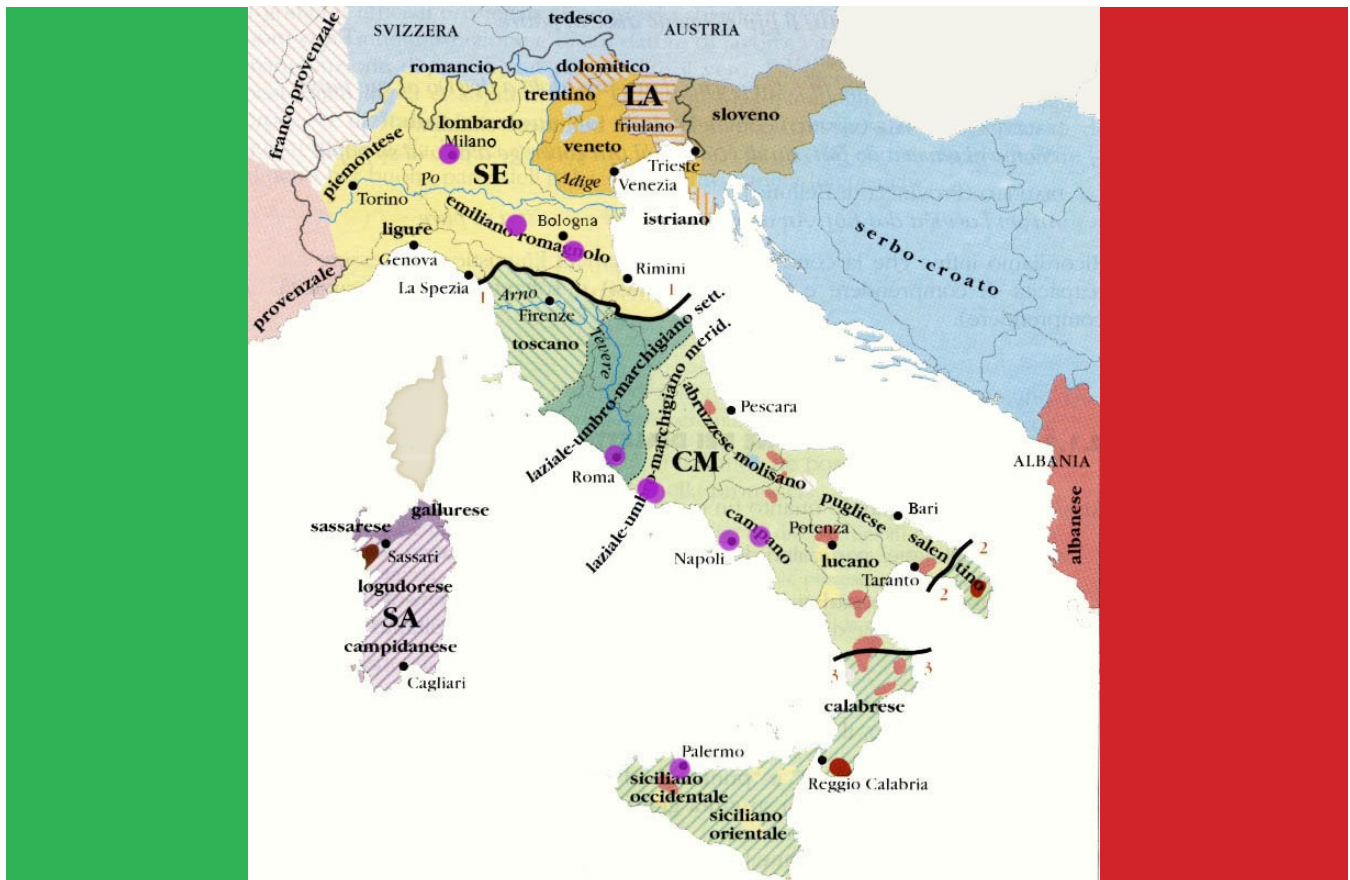 tedesco
SVIZZERA
AUSTRIA
franco-provenzale
romancio
dolomitico
trentino
LA
lombardo
Milano
friulano
sloveno
piemontese
SE
veneto
Trieste
Po
Adige
Venezia
Torino
emiliano-romagnolo
Bologna
istriano
ligure
Genova
serbo-croato
provenzale
La Spezia
Rimini
1
1
Arno
Firenze
toscano
Tevere
laziale-umbro-marchigiano sett.
laziale-umbro-marchigiano merid.
abruzzese molisano
Pescara
CM
Roma
ALBANIA
albanese
gallurese
sassarese
Sassari
logudorese
SA
campidanese
Cagliari
campano
Napoli
pugliese
Bari
Potenza
lucano
salentino
Taranto
2
2
3
3
calabrese
Palermo
Reggio Calabria
siciliano
occidentale
siciliano
orientale